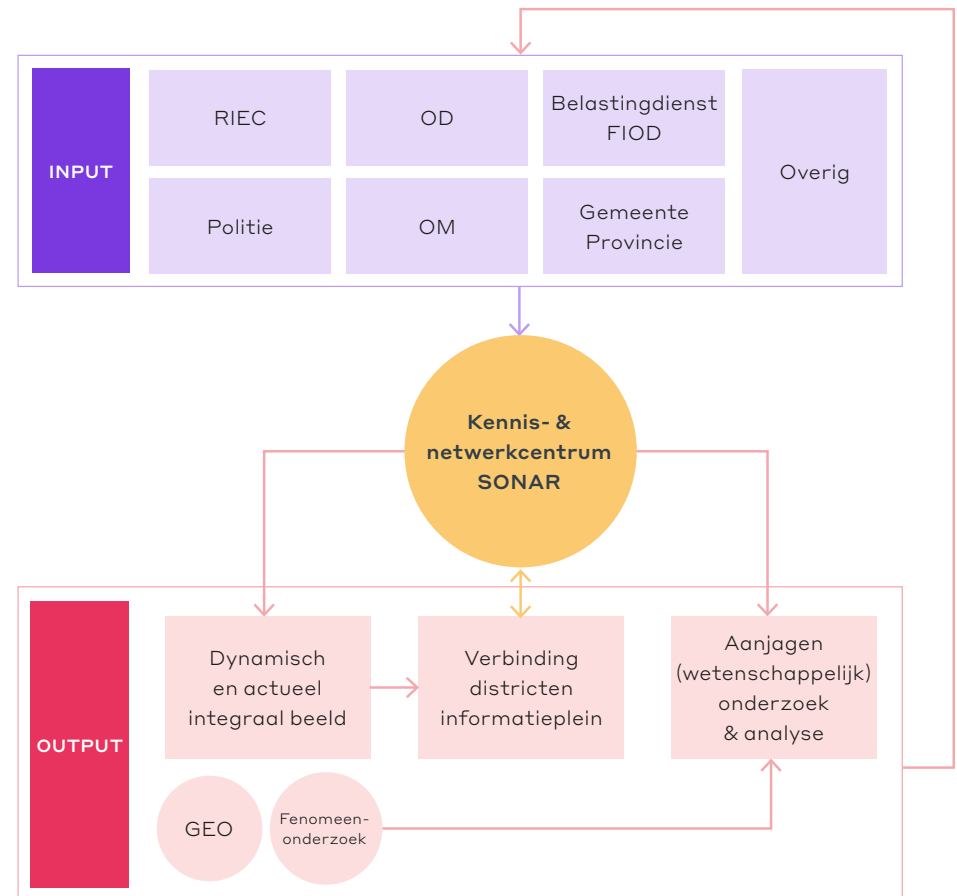 INPUT
RIEC
OD
Belastingdienst
FIOD
Overig
Politie
OM
Gemeente
Provincie
Kennis- &
netwerkcentrum
SONAR
OUTPUT
Dynamisch
en actueel
integraal beeld
Verbinding
districten
informatieplein
Aanjagen
(wetenschappelijk)
onderzoek
& analyse
GEO
Fenomeen-
onderzoek